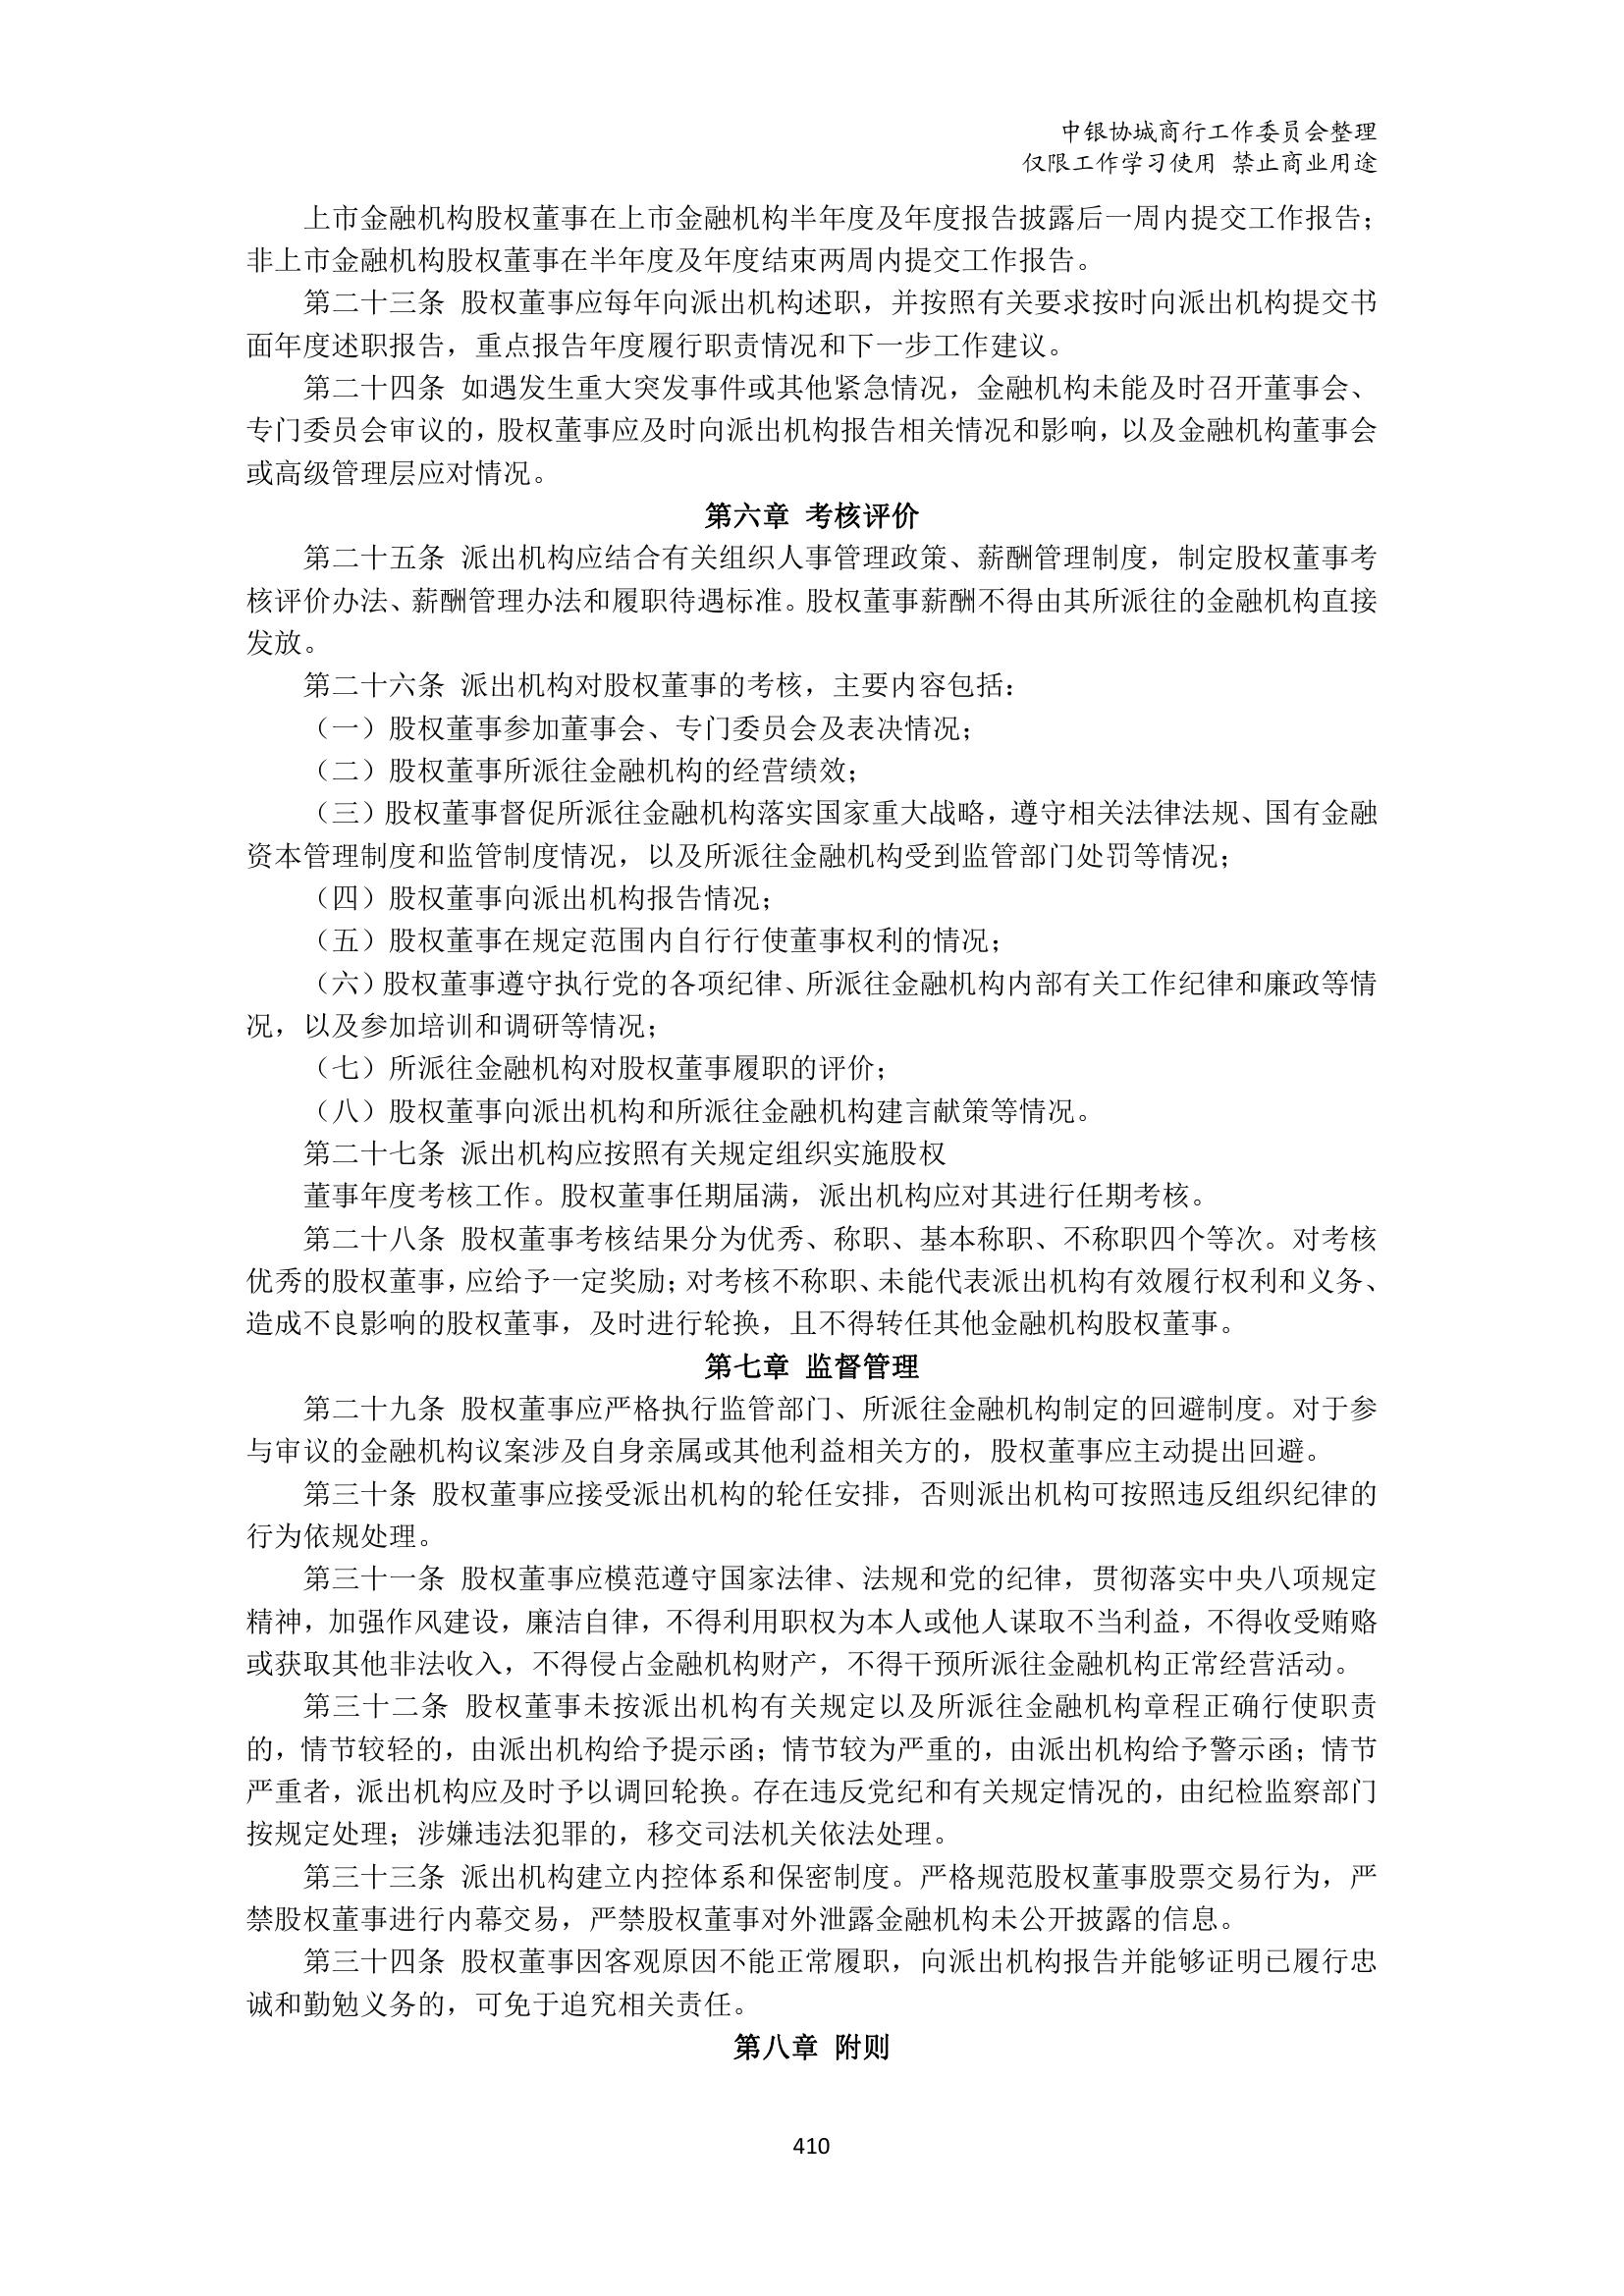 中银协城商行工作委员会整理
仅限工作学习使用 禁止商业用途
上市金融机构股权董事在上市金融机构半年度及年度报告披露后一周内提交工作报告；
非上市金融机构股权董事在半年度及年度结束两周内提交工作报告。
第二十三条 股权董事应每年向派出机构述职，并按照有关要求按时向派出机构提交书
面年度述职报告，重点报告年度履行职责情况和下一步工作建议。
第二十四条 如遇发生重大突发事件或其他紧急情况，金融机构未能及时召开董事会、
专门委员会审议的，股权董事应及时向派出机构报告相关情况和影响，以及金融机构董事会
或高级管理层应对情况。
第六章 考核评价
第二十五条 派出机构应结合有关组织人事管理政策、薪酬管理制度，制定股权董事考
核评价办法、薪酬管理办法和履职待遇标准。股权董事薪酬不得由其所派往的金融机构直接
发放。
第二十六条 派出机构对股权董事的考核，主要内容包括：
（一）股权董事参加董事会、专门委员会及表决情况；
（二）股权董事所派往金融机构的经营绩效；
（三）股权董事督促所派往金融机构落实国家重大战略，遵守相关法律法规、国有金融
资本管理制度和监管制度情况，以及所派往金融机构受到监管部门处罚等情况；
（四）股权董事向派出机构报告情况；
（五）股权董事在规定范围内自行行使董事权利的情况；
（六）股权董事遵守执行党的各项纪律、所派往金融机构内部有关工作纪律和廉政等情
况，以及参加培训和调研等情况；
（七）所派往金融机构对股权董事履职的评价；
（八）股权董事向派出机构和所派往金融机构建言献策等情况。
第二十七条 派出机构应按照有关规定组织实施股权
董事年度考核工作。股权董事任期届满，派出机构应对其进行任期考核。
第二十八条 股权董事考核结果分为优秀、称职、基本称职、不称职四个等次。对考核
优秀的股权董事，应给予一定奖励；对考核不称职、未能代表派出机构有效履行权利和义务、
造成不良影响的股权董事，及时进行轮换，且不得转任其他金融机构股权董事。
第七章 监督管理
第二十九条 股权董事应严格执行监管部门、所派往金融机构制定的回避制度。对于参
与审议的金融机构议案涉及自身亲属或其他利益相关方的，股权董事应主动提出回避。
第三十条 股权董事应接受派出机构的轮任安排，否则派出机构可按照违反组织纪律的
行为依规处理。
第三十一条 股权董事应模范遵守国家法律、法规和党的纪律，贯彻落实中央八项规定
精神，加强作风建设，廉洁自律，不得利用职权为本人或他人谋取不当利益，不得收受贿赂
或获取其他非法收入，不得侵占金融机构财产，不得干预所派往金融机构正常经营活动。
第三十二条 股权董事未按派出机构有关规定以及所派往金融机构章程正确行使职责
的，情节较轻的，由派出机构给予提示函；情节较为严重的，由派出机构给予警示函；情节
严重者，派出机构应及时予以调回轮换。存在违反党纪和有关规定情况的，由纪检监察部门
按规定处理；涉嫌违法犯罪的，移交司法机关依法处理。
第三十三条 派出机构建立内控体系和保密制度。严格规范股权董事股票交易行为，严
禁股权董事进行内幕交易，严禁股权董事对外泄露金融机构未公开披露的信息。
第三十四条 股权董事因客观原因不能正常履职，向派出机构报告并能够证明已履行忠
诚和勤勉义务的，可免于追究相关责任。
第八章 附则
410